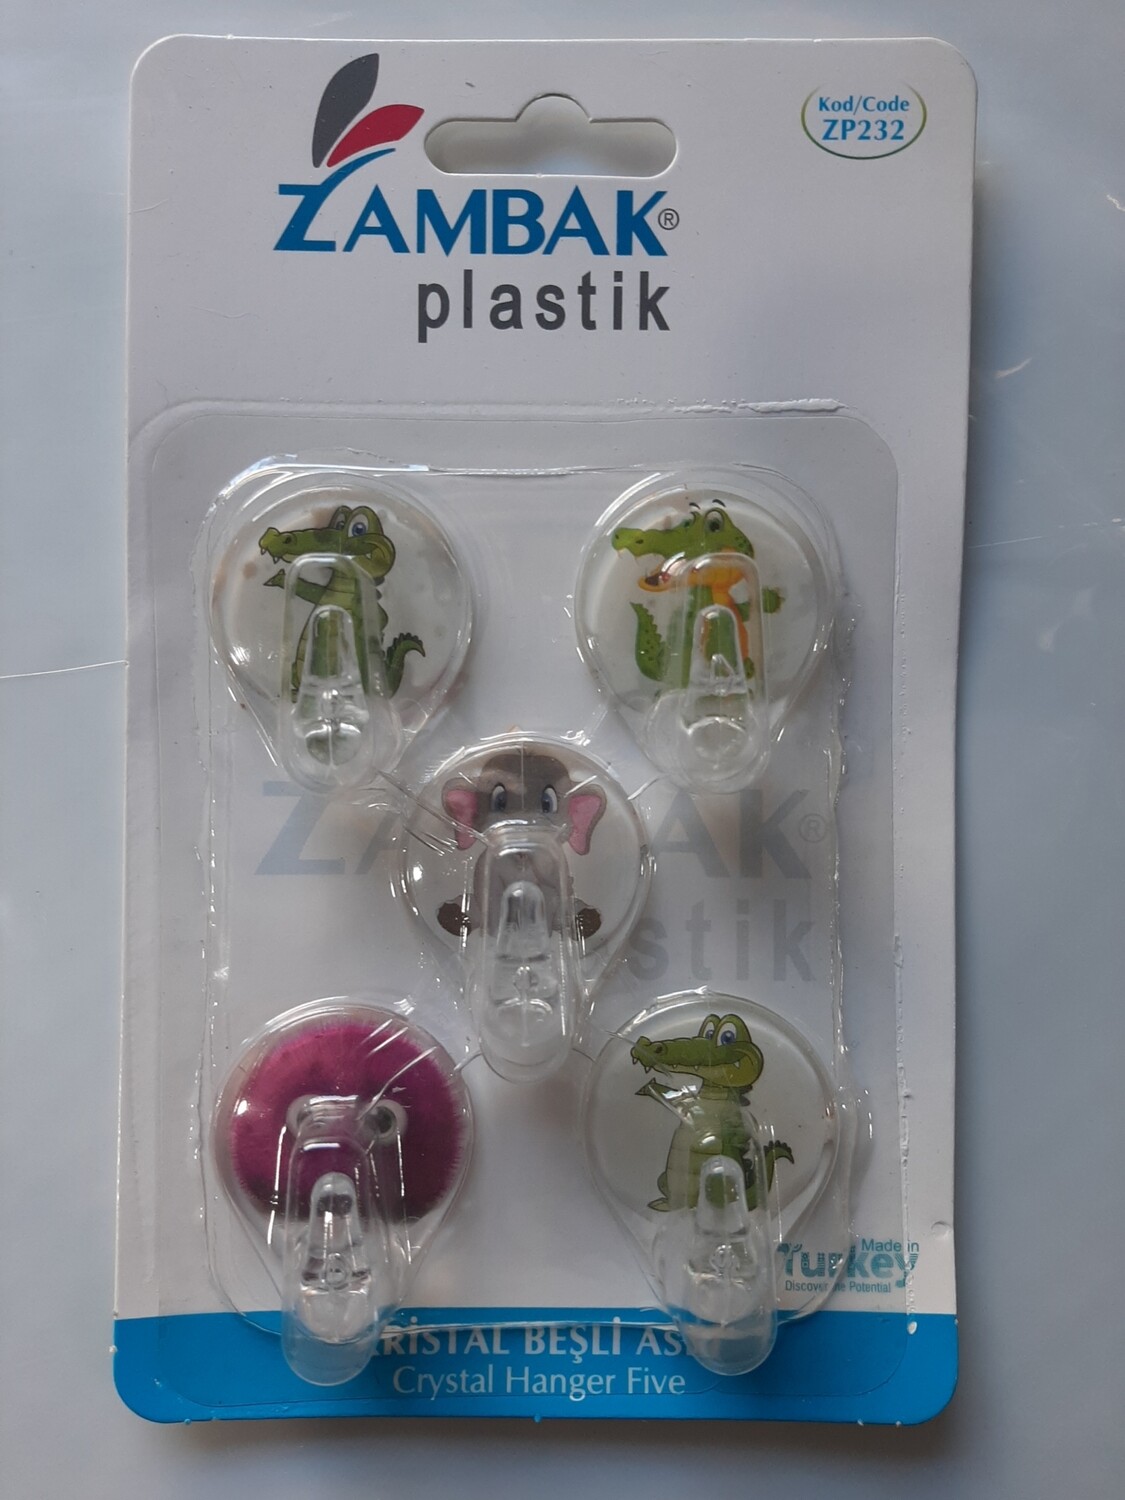 Kod/Code
ZP232
ZAMBAK®
plastik
ZAMBAK®
plastik
Made in
Turkey
Discover the Potential
KRİSTAL BEŞLİ ASKI
Crystal Hanger Five